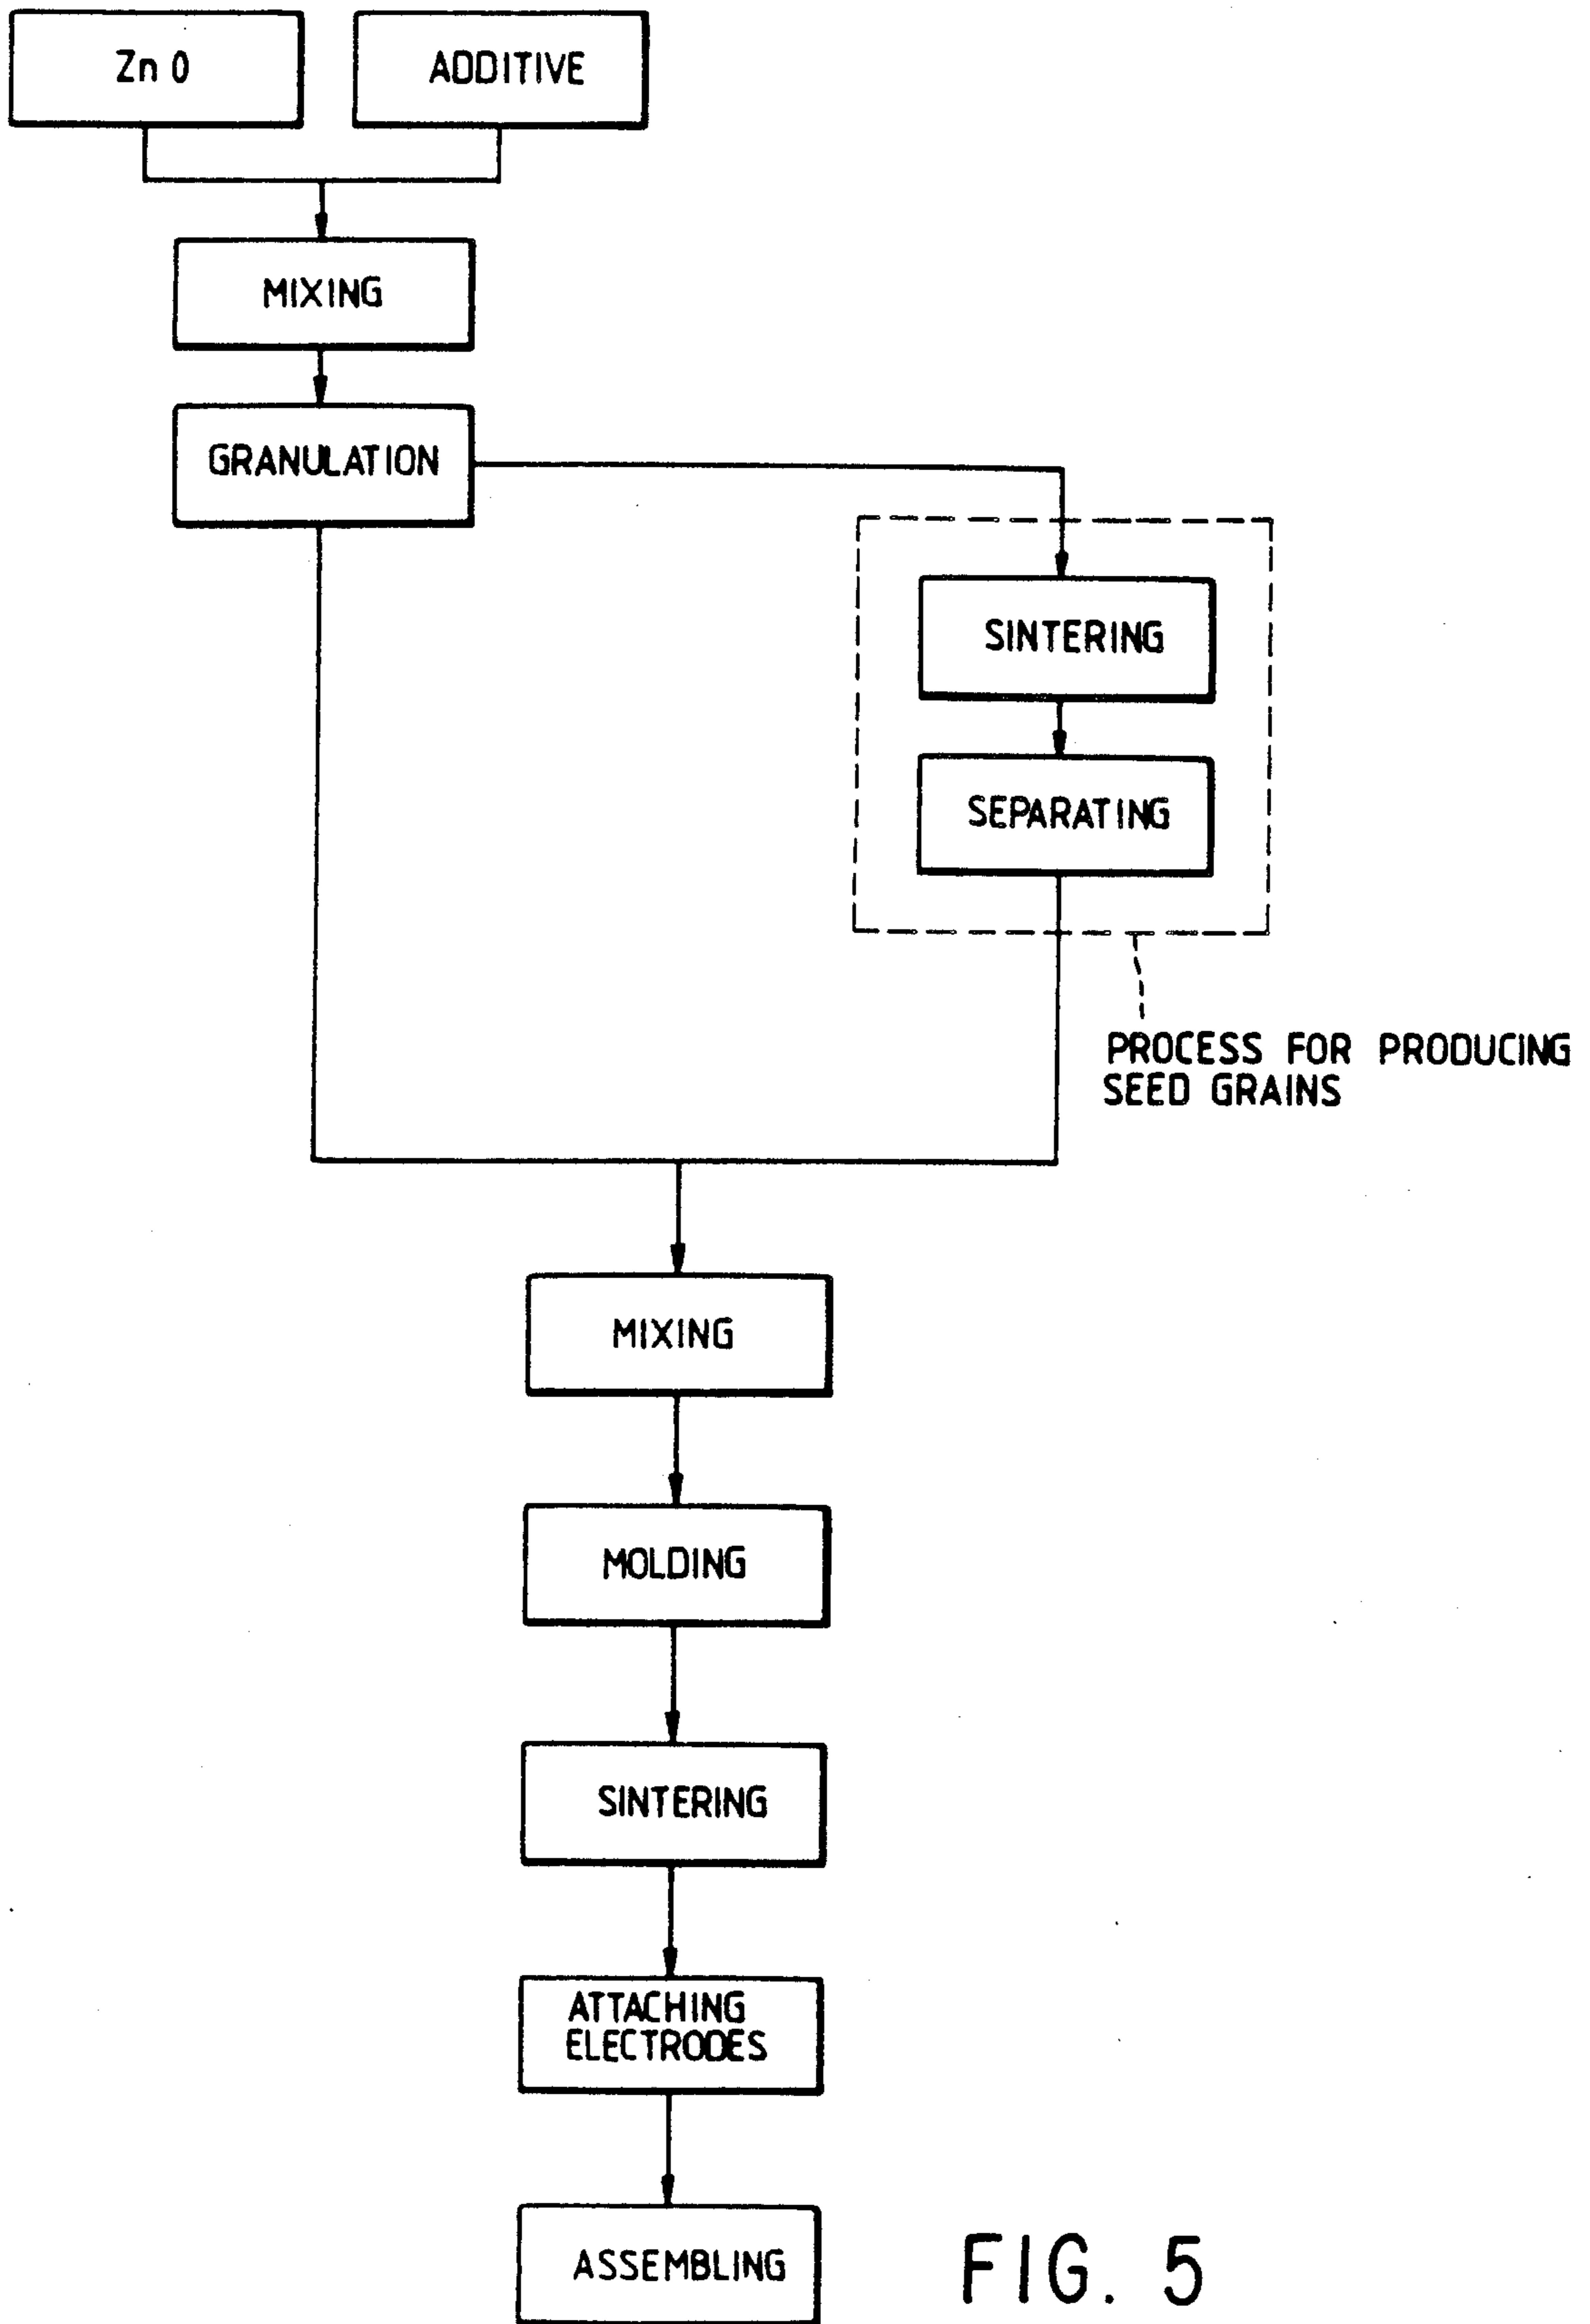 Zn O
ADDITIVE
MIXING
GRANULATION
SINTERING
SEPARATING
PROCESS FOR PRODUCING
SEED GRAINS
MIXING
MOLDING
SINTERING
ATTACHING
ELECTRODES
ASSEMBLING
FIG. 5